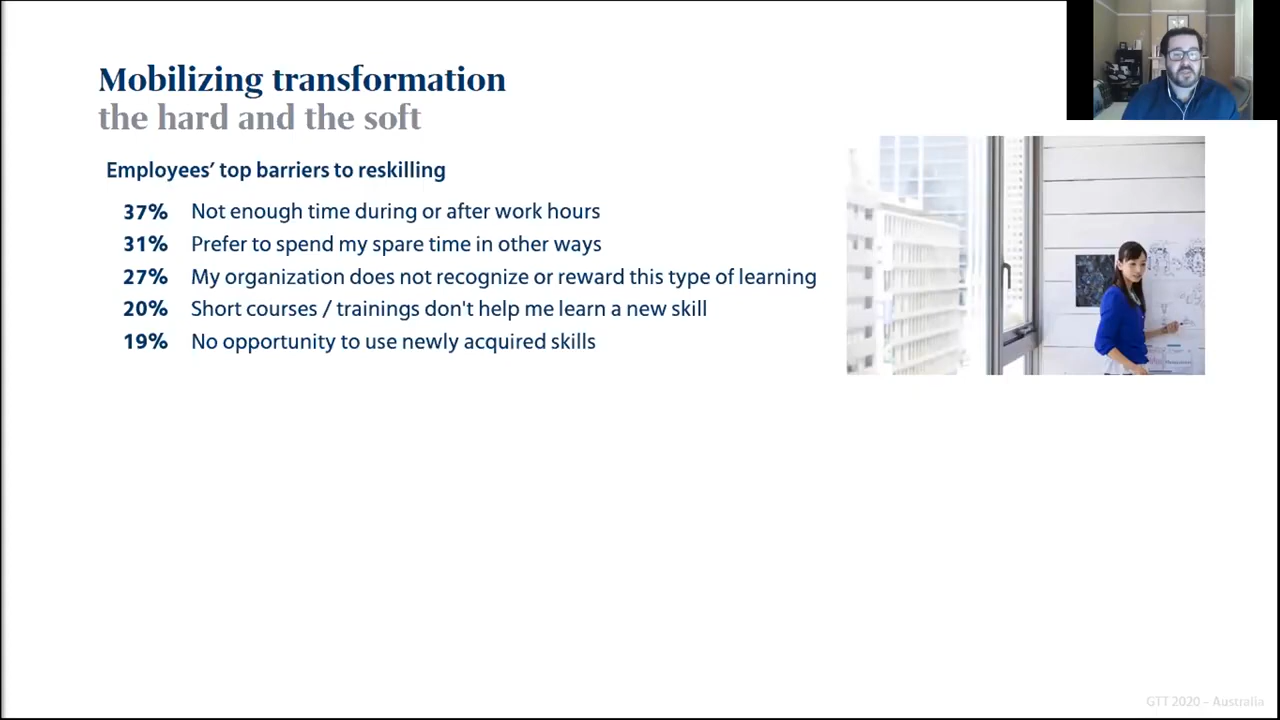 Mobilizing transformation
the hard and the soft
Employees’ top barriers to reskilling
37% Not enough time during or after work hours
31% Prefer to spend my spare time in other ways
27% My organization does not recognize or reward this type of learning
20% Short courses / trainings don't help me learn a new skill
19% No opportunity to use newly acquired skills
GTT 2020 – Australia